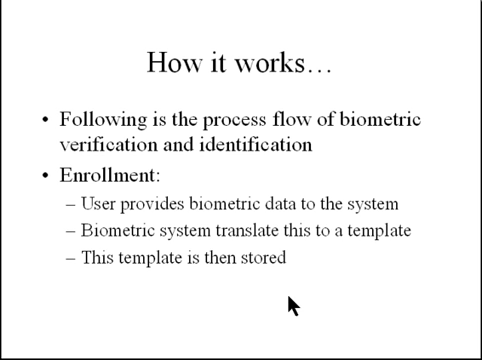 How it works…
• Following is the process flow of biometric
verification and identification
• Enrollment:
– User provides biometric data to the system
– Biometric system translate this to a template
– This template is then stored